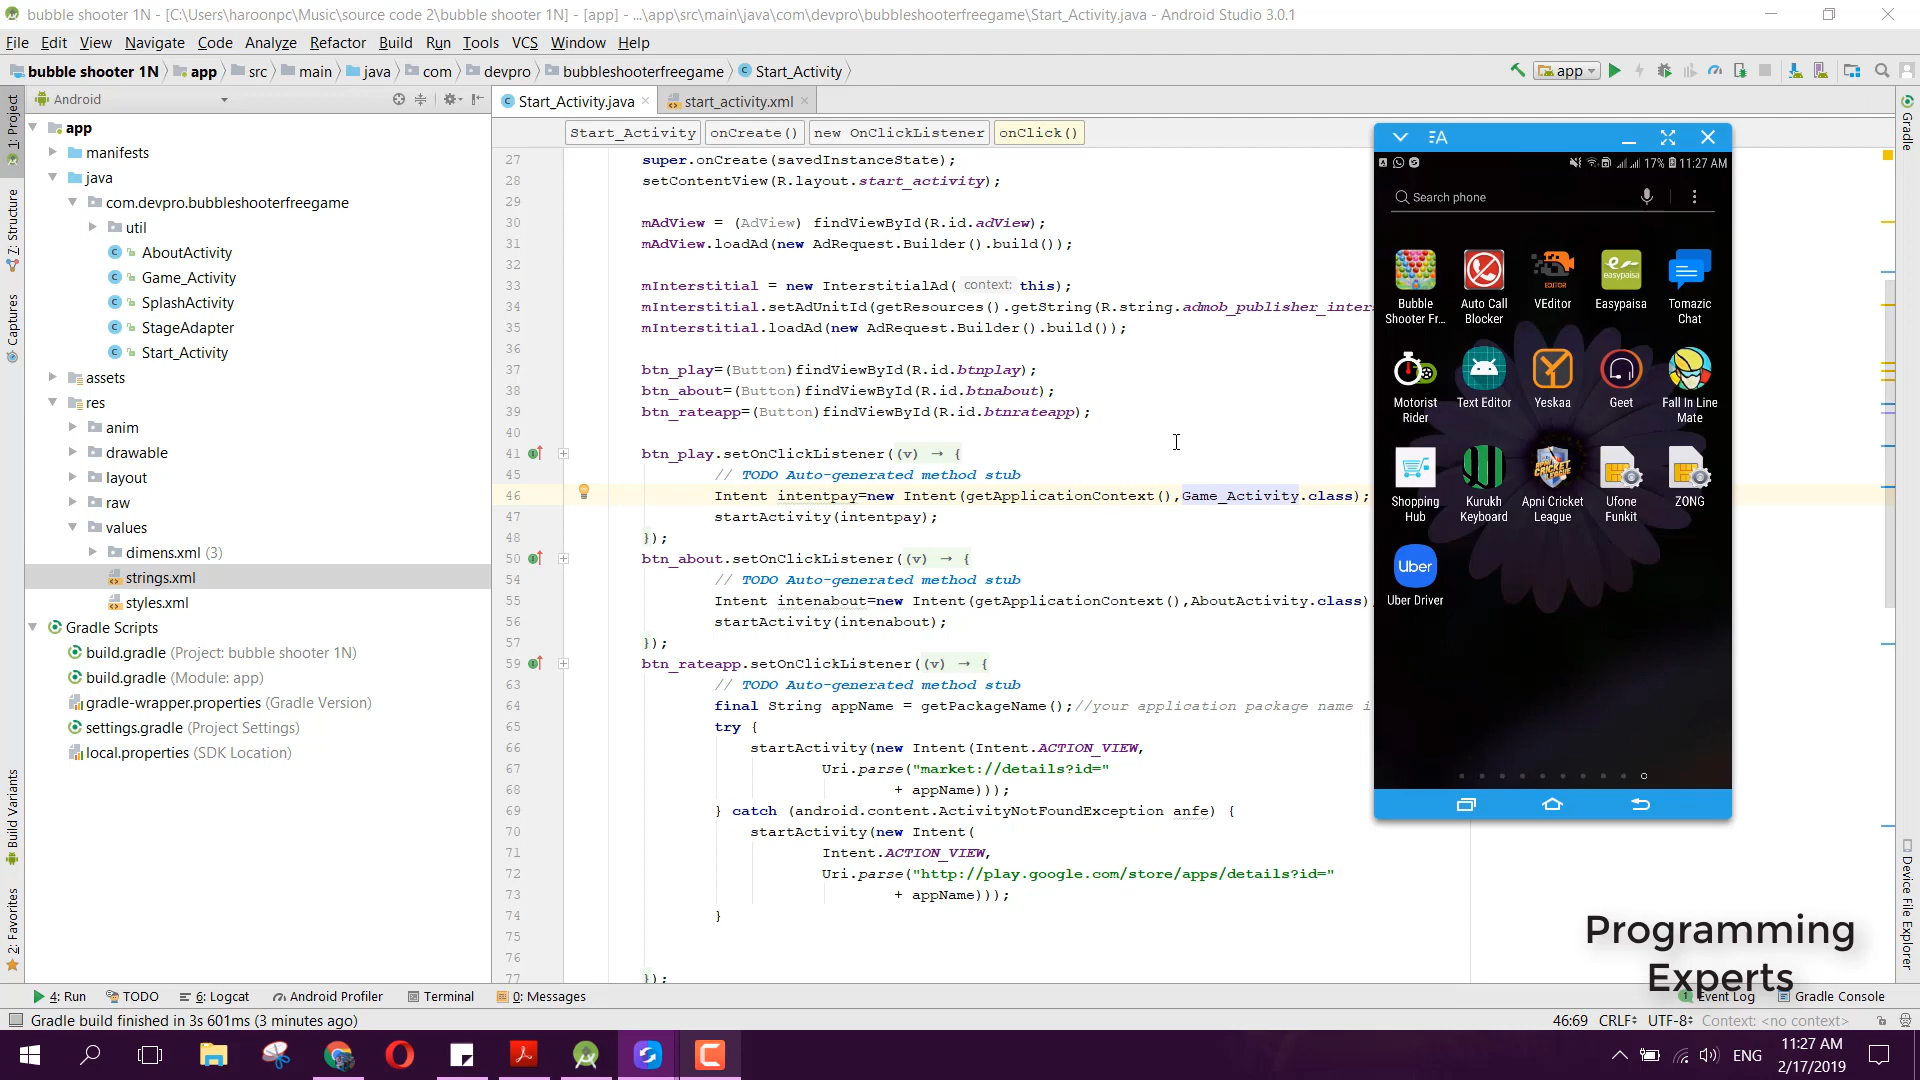 bubble shooter 1N - [C:\Users\haroonpc\Music\source code 2\bubble shooter 1N] - [app] - ...\app\src\main\java\com\devpro\bubbleshooterfreegame\Start_Activity.java - Android Studio 3.0.1
File Edit View Navigate Code Analyze Refactor Build Run Tools VCS Window Help
bubble shooter 1N app src main java com devpro bubbleshooterfreegame Start_Activity
app
Android
Start_Activity.java start_activity.xml
Start_Activity onCreate() new OnClickListener onClick()
1: Project
7: Structure
Captures
Build Variants
2: Favorites
app
manifests
java
com.devpro.bubbleshooterfreegame
util
AboutActivity
Game_Activity
SplashActivity
StageAdapter
Start_Activity
assets
res
anim
drawable
layout
raw
values
dimens.xml (3)
strings.xml
styles.xml
Gradle Scripts
build.gradle (Project: bubble shooter 1N)
build.gradle (Module: app)
gradle-wrapper.properties (Gradle Version)
settings.gradle (Project Settings)
local.properties (SDK Location)
27 super.onCreate(savedInstanceState);
28 setContentView(R.layout.start_activity);
29
30 mAdView = (AdView) findViewById(R.id.adView);
31 mAdView.loadAd(new AdRequest.Builder().build());
32
33 mInterstitial = new InterstitialAd( context: this);
34 mInterstitial.setAdUnitId(getResources().getString(R.string.admob_publisher_inters
35 mInterstitial.loadAd(new AdRequest.Builder().build());
36
37 btn_play=(Button)findViewById(R.id.btnplay);
38 btn_about=(Button)findViewById(R.id.btnabout);
39 btn_rateapp=(Button)findViewById(R.id.btnrateapp);
40
41 btn_play.setOnClickListener((v) → {
45 // TODO Auto-generated method stub
46 Intent intentpay=new Intent(getApplicationContext(),Game_Activity.class);
47 startActivity(intentpay);
48 });
50 btn_about.setOnClickListener((v) → {
54 // TODO Auto-generated method stub
55 Intent intenabout=new Intent(getApplicationContext(),AboutActivity.class)
56 startActivity(intenabout);
57 });
59 btn_rateapp.setOnClickListener((v) → {
63 // TODO Auto-generated method stub
64 final String appName = getPackageName();//your application package name i
65 try {
66 startActivity(new Intent(Intent.ACTION_VIEW,
67 Uri.parse("market://details?id="
68 + appName)));
69 } catch (android.content.ActivityNotFoundException anfe) {
70 startActivity(new Intent(
71 Intent.ACTION_VIEW,
72 Uri.parse("http://play.google.com/store/apps/details?id="
73 + appName)));
74 }
75
76
77 });
17% 11:27 AM
Search phone
Bubble Shooter Fr...
Auto Call Blocker
VEditor
Easypaisa
Tomazic Chat
Motorist Rider
Text Editor
Yeskaa
Geet
Fall In Line Mate
Shopping Hub
Kurukh Keyboard
Apni Cricket League
Ufone Funkit
ZONG
Uber
Uber Driver
Gradle
Device File Explorer
Programming
Experts
4: Run TODO 6: Logcat Android Profiler Terminal 0: Messages Event Log Gradle Console
Gradle build finished in 3s 601ms (3 minutes ago) 46:69 CRLF UTF-8 Context: <no context>
ENG 11:27 AM
2/17/2019